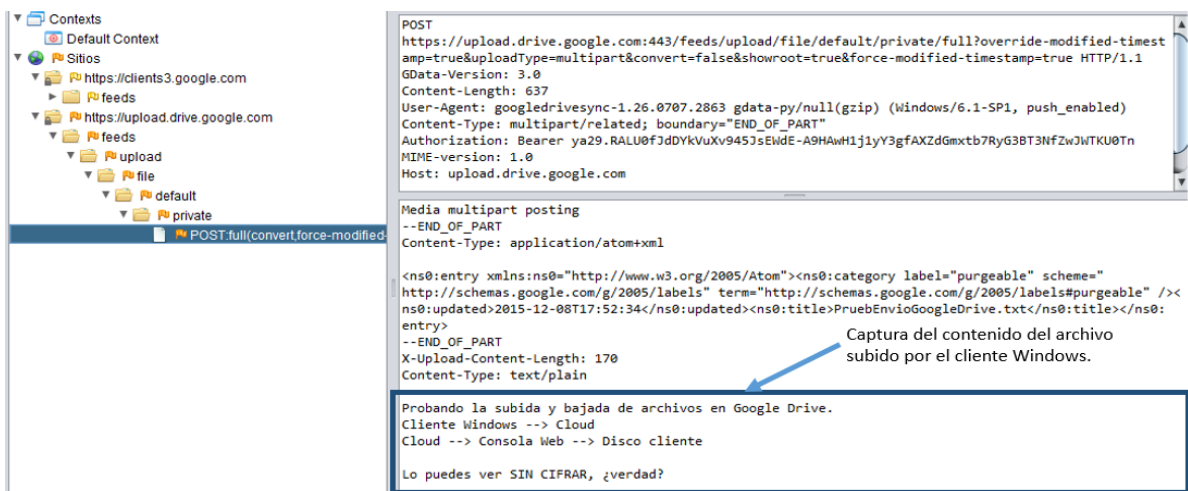 Contexts
Default Context
Sitios
https://clients3.google.com
feeds
https://upload.drive.google.com
feeds
upload
file
default
private
POST:full(convert,force-modified-
POST
https://upload.drive.google.com:443/feeds/upload/file/default/private/full?override-modified-timest
amp=true&uploadType=multipart&convert=false&showroot=true&force-modified-timestamp=true HTTP/1.1
GData-Version: 3.0
Content-Length: 637
User-Agent: googledrivesync-1.26.0707.2863 gdata-py/null(gzip) (Windows/6.1-SP1, push_enabled)
Content-Type: multipart/related; boundary="END_OF_PART"
Authorization: Bearer ya29.RALU0fJdDYkVuXv945JsEWdE-A9HAwH1j1yY3gfAXZdGmxtb7RyG3BT3NfZwJWTKU0Tn
MIME-version: 1.0
Host: upload.drive.google.com
Media multipart posting
--END_OF_PART
Content-Type: application/atom+xml
<ns0:entry xmlns:ns0="http://www.w3.org/2005/Atom"><ns0:category label="purgeable" scheme="
http://schemas.google.com/g/2005/labels" term="http://schemas.google.com/g/2005/labels#purgeable" /><
ns0:updated>2015-12-08T17:52:34</ns0:updated><ns0:title>PruebEnvioGoogleDrive.txt</ns0:title></ns0:
entry>
--END_OF_PART
X-Upload-Content-Length: 170
Content-Type: text/plain
Captura del contenido del archivo
subido por el cliente Windows.
Probando la subida y bajada de archivos en Google Drive.
Cliente Windows --> Cloud
Cloud --> Consola Web --> Disco cliente
Lo puedes ver SIN CIFRAR, ¿verdad?